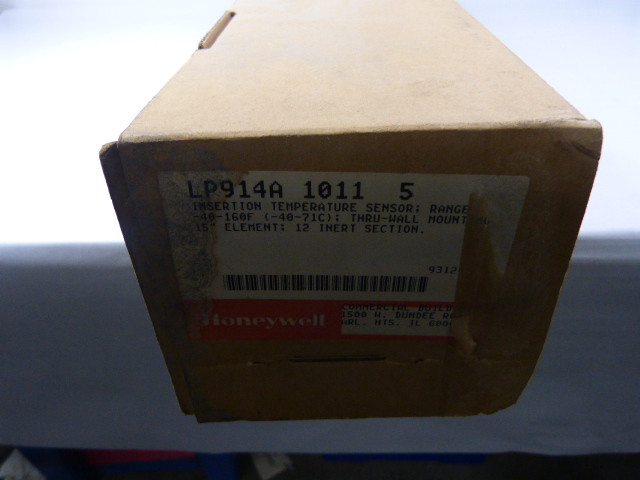 LP914A 1011 5
INSERTION TEMPERATURE SENSOR; RANGE
-40-160F (-40-71C); THRU-WALL
15" ELEMENT; 12 INERT SECTION.
9312
Honeywell
COMMERCIAL
1500 W. DUNDEE
ARL. HTS. IL